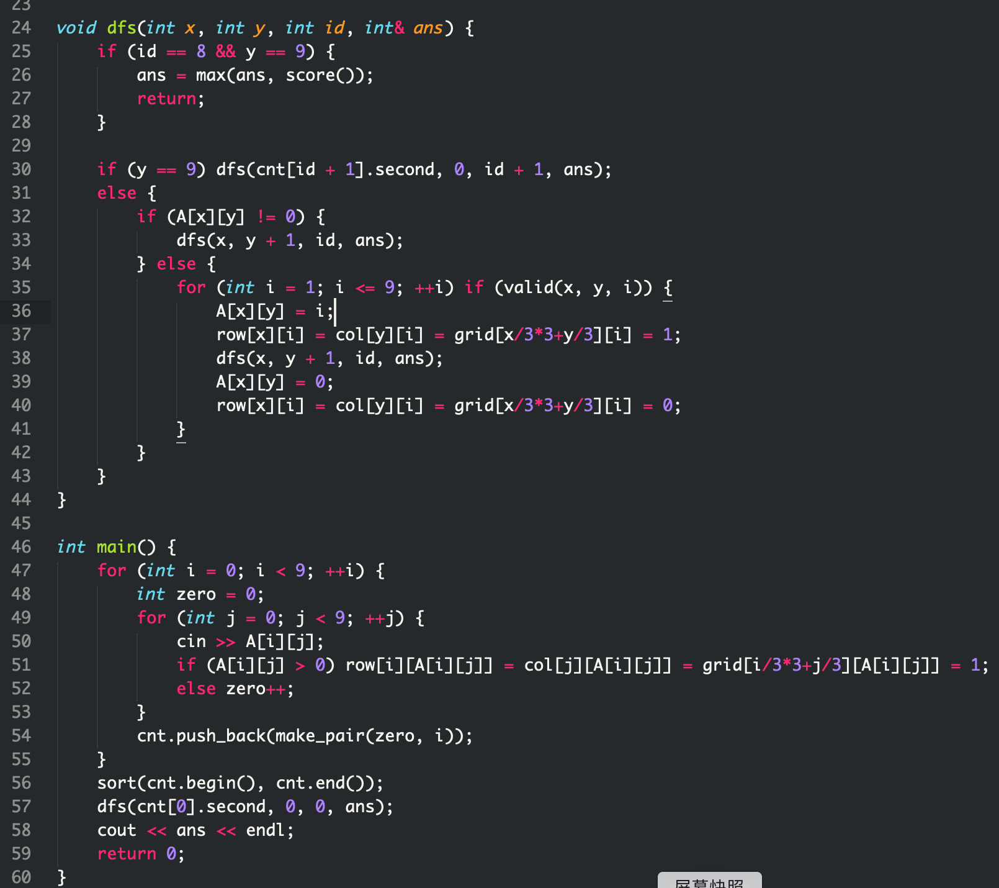 23
24 void dfs(int x, int y, int id, int& ans) {
25     if (id == 8 && y == 9) {
26         ans = max(ans, score());
27         return;
28     }
29
30     if (y == 9) dfs(cnt[id + 1].second, 0, id + 1, ans);
31     else {
32         if (A[x][y] != 0) {
33             dfs(x, y + 1, id, ans);
34         } else {
35             for (int i = 1; i <= 9; ++i) if (valid(x, y, i)) {
36                 A[x][y] = i;
37                 row[x][i] = col[y][i] = grid[x/3*3+y/3][i] = 1;
38                 dfs(x, y + 1, id, ans);
39                 A[x][y] = 0;
40                 row[x][i] = col[y][i] = grid[x/3*3+y/3][i] = 0;
41             }
42         }
43     }
44 }
45
46 int main() {
47     for (int i = 0; i < 9; ++i) {
48         int zero = 0;
49         for (int j = 0; j < 9; ++j) {
50             cin >> A[i][j];
51             if (A[i][j] > 0) row[i][A[i][j]] = col[j][A[i][j]] = grid[i/3*3+j/3][A[i][j]] = 1;
52             else zero++;
53         }
54         cnt.push_back(make_pair(zero, i));
55     }
56     sort(cnt.begin(), cnt.end());
57     dfs(cnt[0].second, 0, 0, ans);
58     cout << ans << endl;
59     return 0;
60 }
屏幕快照